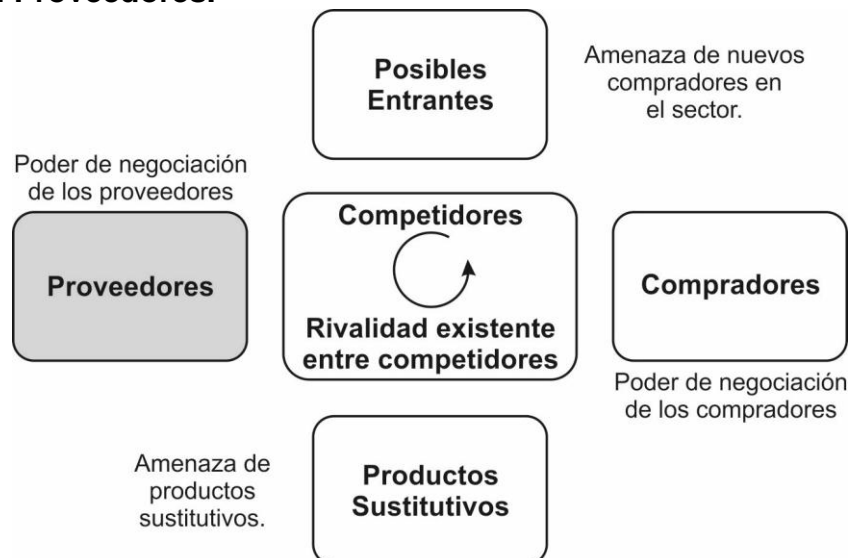 Proveedores.
Posibles
Entrantes
Amenaza de nuevos
compradores en
el sector.
Poder de negociación
de los proveedores
Proveedores
Competidores
Rivalidad existente
entre competidores
Compradores
Poder de negociación
de los compradores
Amenaza de
productos
sustitutivos.
Productos
Sustitutivos